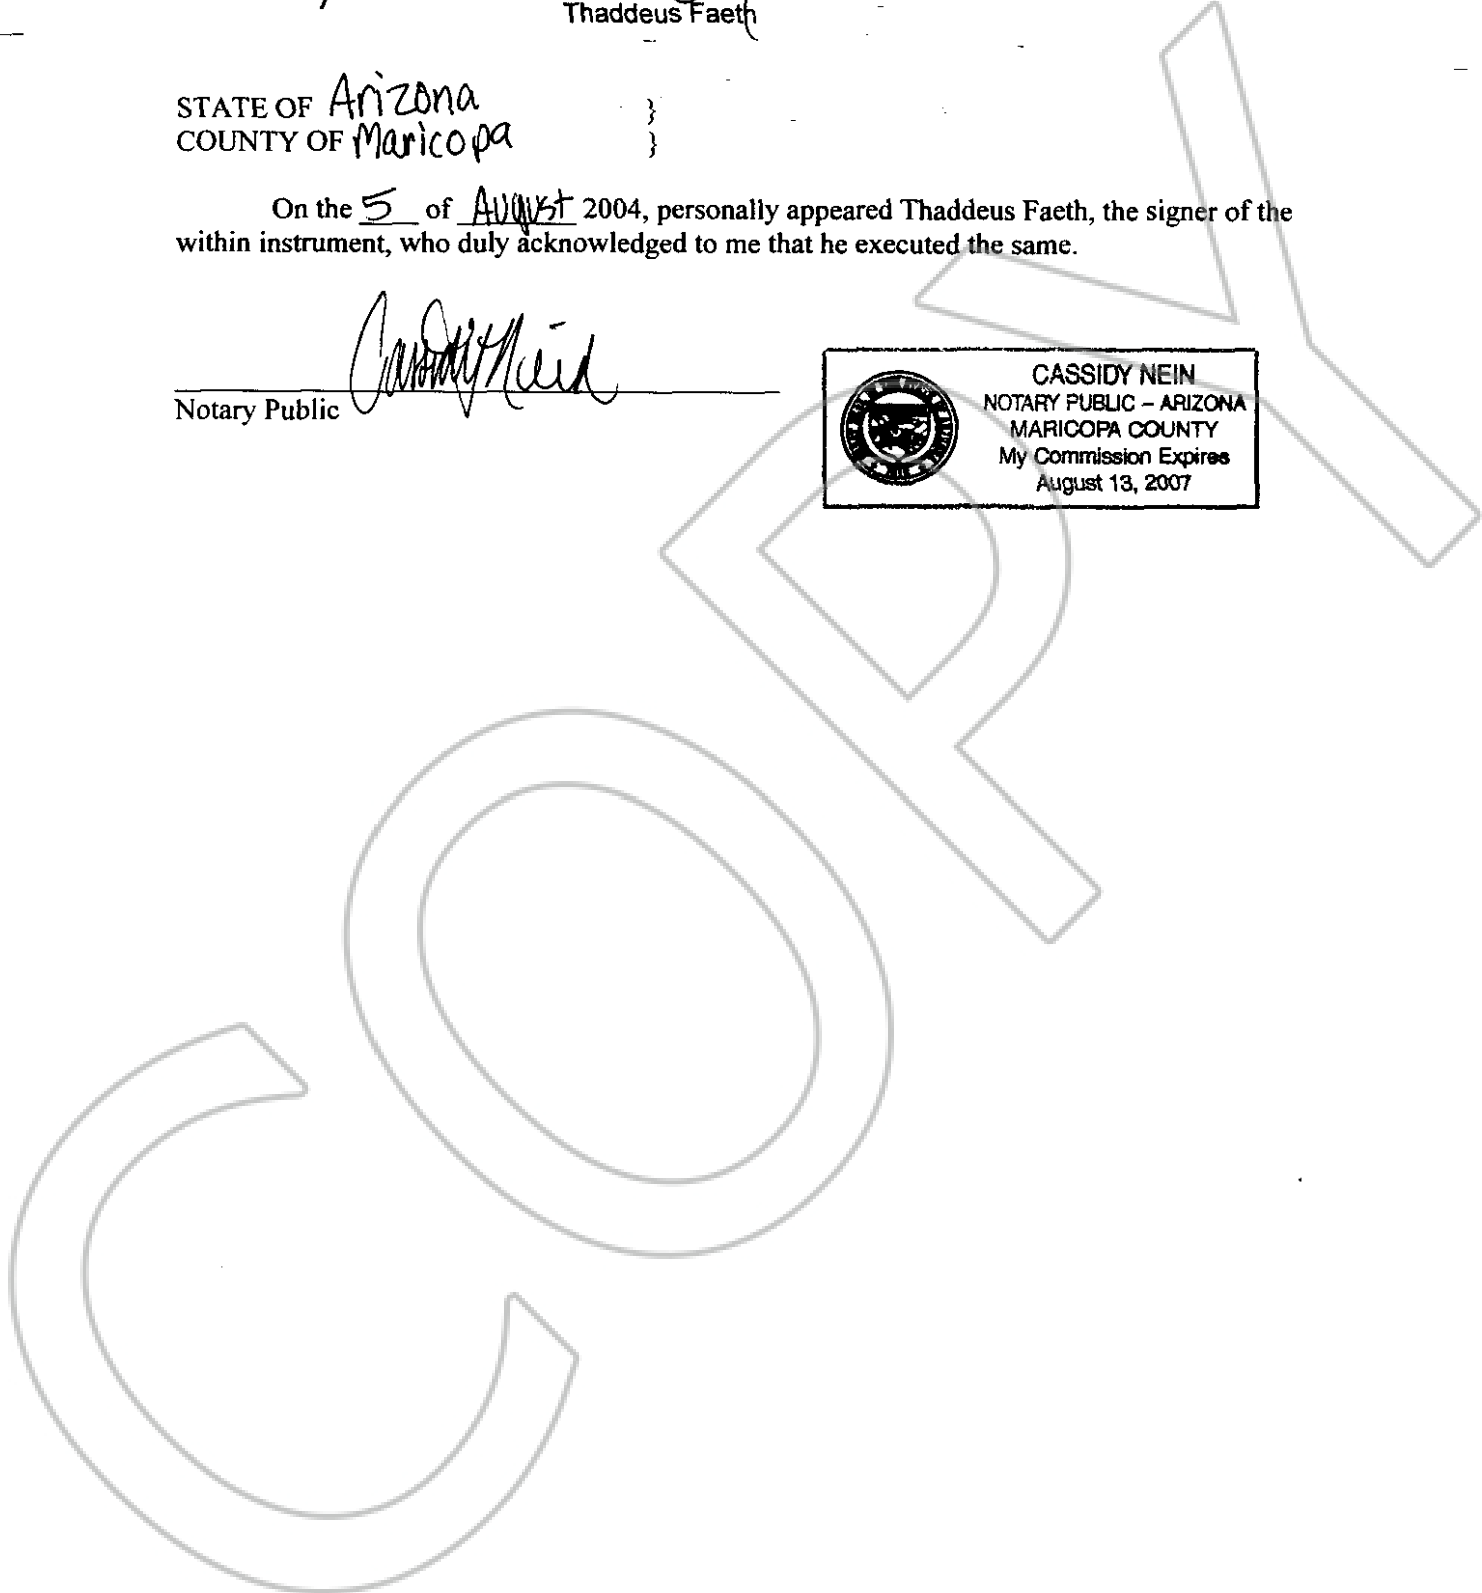 Thaddeus Faeth
STATE OF Arizona }
COUNTY OF Maricopa }
On the 5 of August 2004, personally appeared Thaddeus Faeth, the signer of the
within instrument, who duly acknowledged to me that he executed the same.
Cassidy Nein
Notary Public
CASSIDY NEIN
NOTARY PUBLIC – ARIZONA
MARICOPA COUNTY
My Commission Expires
August 13, 2007
COPY